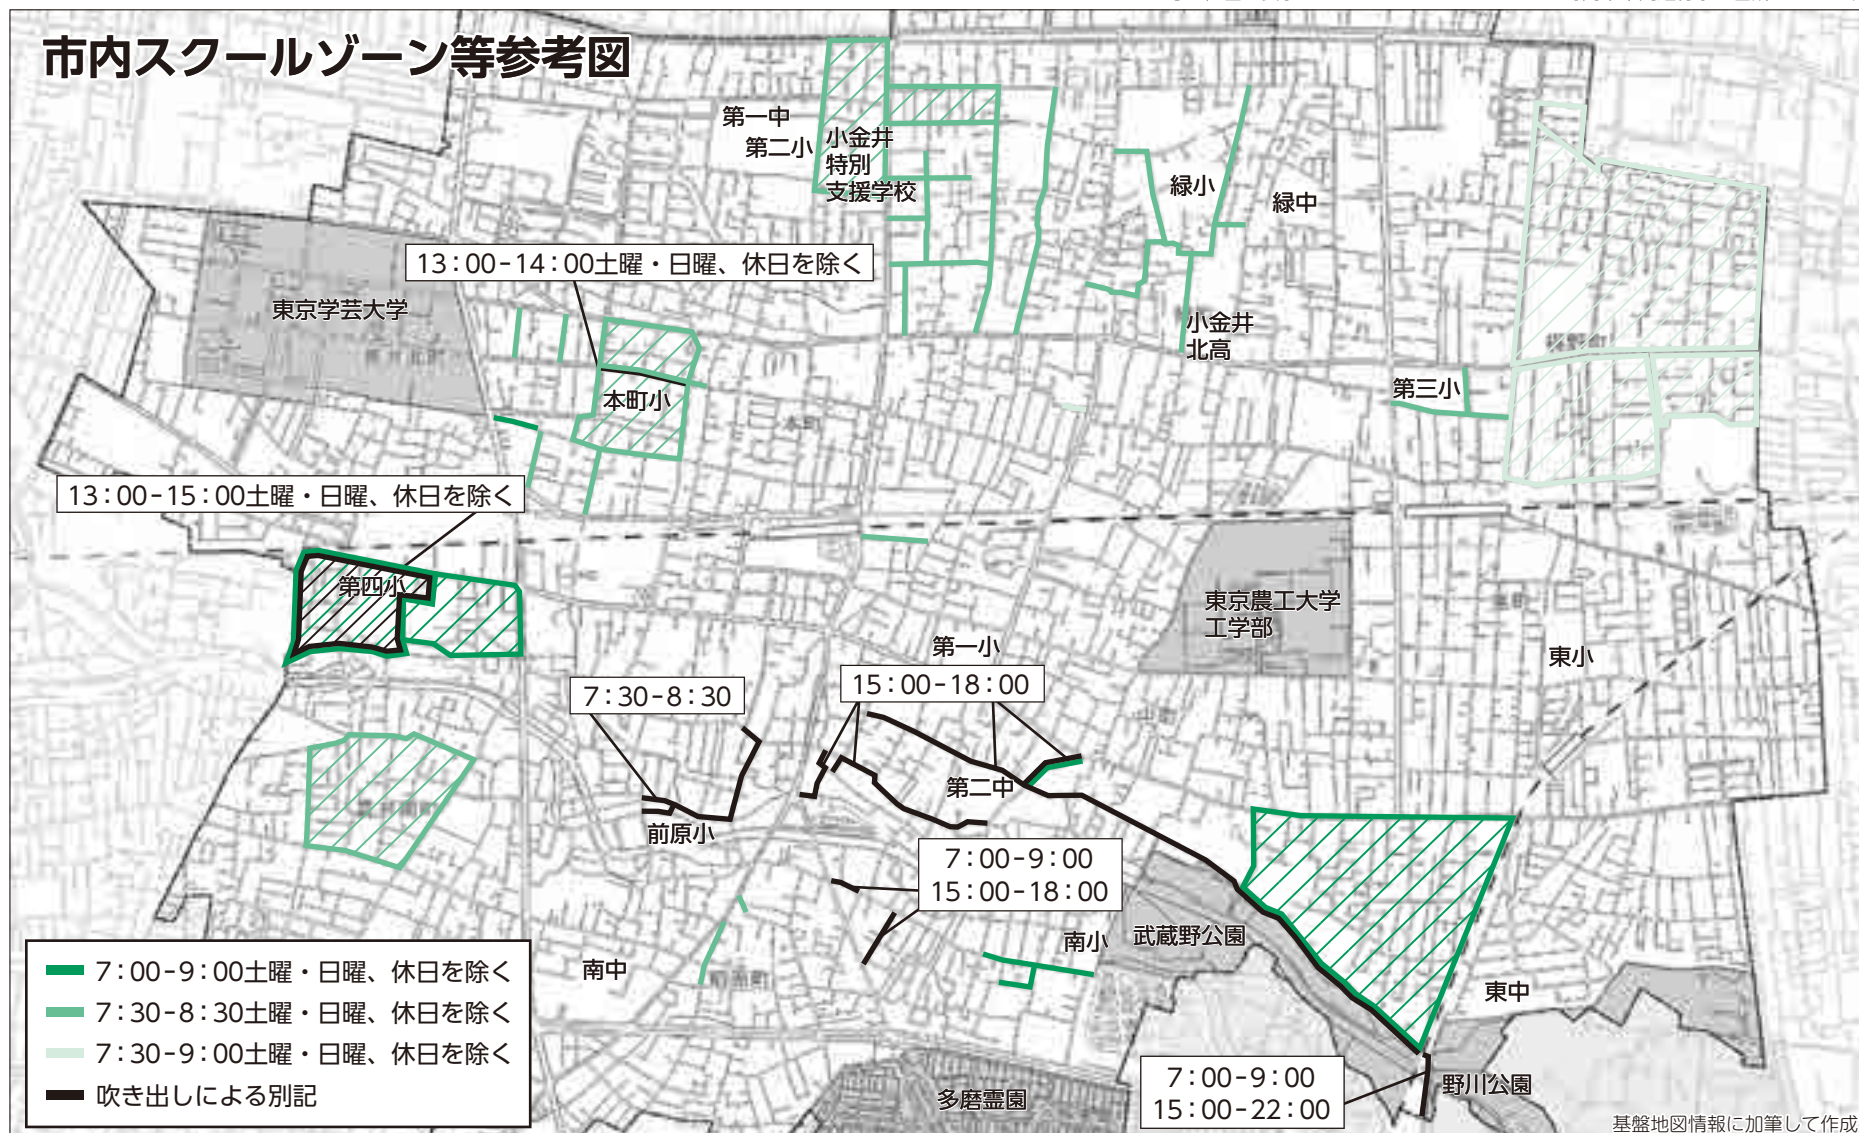 市内スクールゾーン等参考図
第一中
第二小
小金井
特別
支援学校
緑小
緑中
13:00-14:00土曜・日曜、休日を除く
東京学芸大学
小金井
北高
第三小
本町小
13:00-15:00土曜・日曜、休日を除く
第四小
東京農工大学
工学部
第一小
東小
7:30-8:30
15:00-18:00
第二中
前原小
7:00-9:00
15:00-18:00
南小
武蔵野公園
南中
東中
7:00-9:00土曜・日曜、休日を除く
7:30-8:30土曜・日曜、休日を除く
7:30-9:00土曜・日曜、休日を除く
吹き出しによる別記
多磨霊園
7:00-9:00
15:00-22:00
野川公園
基盤地図情報に加筆して作成